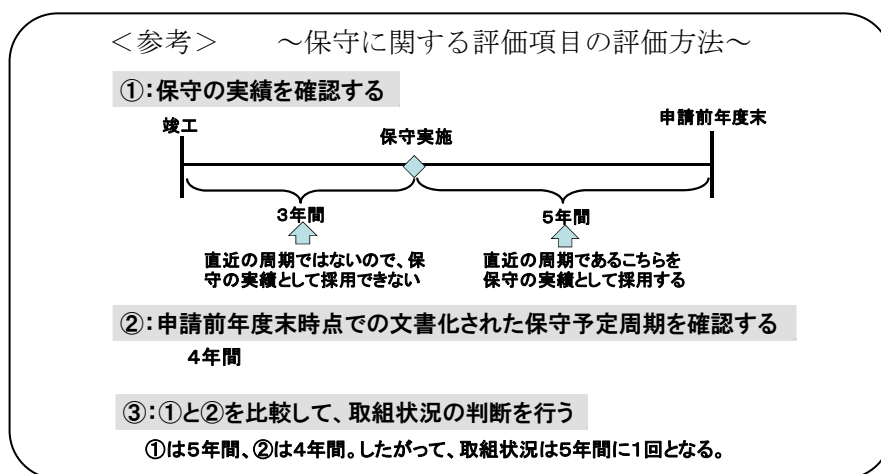 ＜参考＞　　～保守に関する評価項目の評価方法～
①：保守の実績を確認する
竣工
保守実施
申請前年度末
３年間
５年間
直近の周期ではないので、保
守の実績として採用できない
直近の周期であるこちらを
保守の実績として採用する
②：申請前年度末時点での文書化された保守予定周期を確認する
４年間
③：①と②を比較して、取組状況の判断を行う
①は５年間、②は４年間。したがって、取組状況は５年間に１回となる。